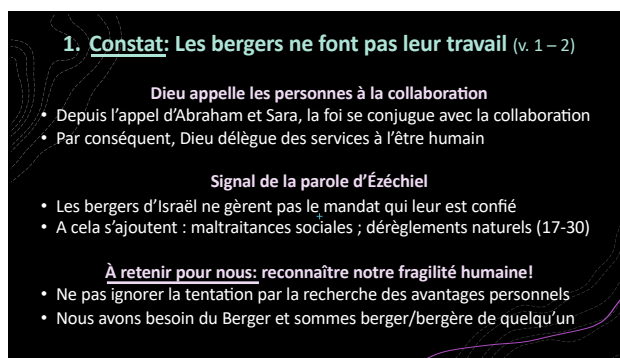 1. Constat: Les bergers ne font pas leur travail (v. 1 – 2)
Dieu appelle les personnes à la collaboration
• Depuis l'appel d'Abraham et Sara, la foi se conjugue avec la collaboration
• Par conséquent, Dieu délègue des services à l'être humain
Signal de la parole d'Ézéchiel
• Les bergers d'Israël ne gèrent pas le mandat qui leur est confié
• A cela s'ajoutent : maltraitances sociales ; dérèglements naturels (17-30)
À retenir pour nous: reconnaître notre fragilité humaine!
• Ne pas ignorer la tentation par la recherche des avantages personnels
• Nous avons besoin du Berger et sommes berger/bergère de quelqu'un